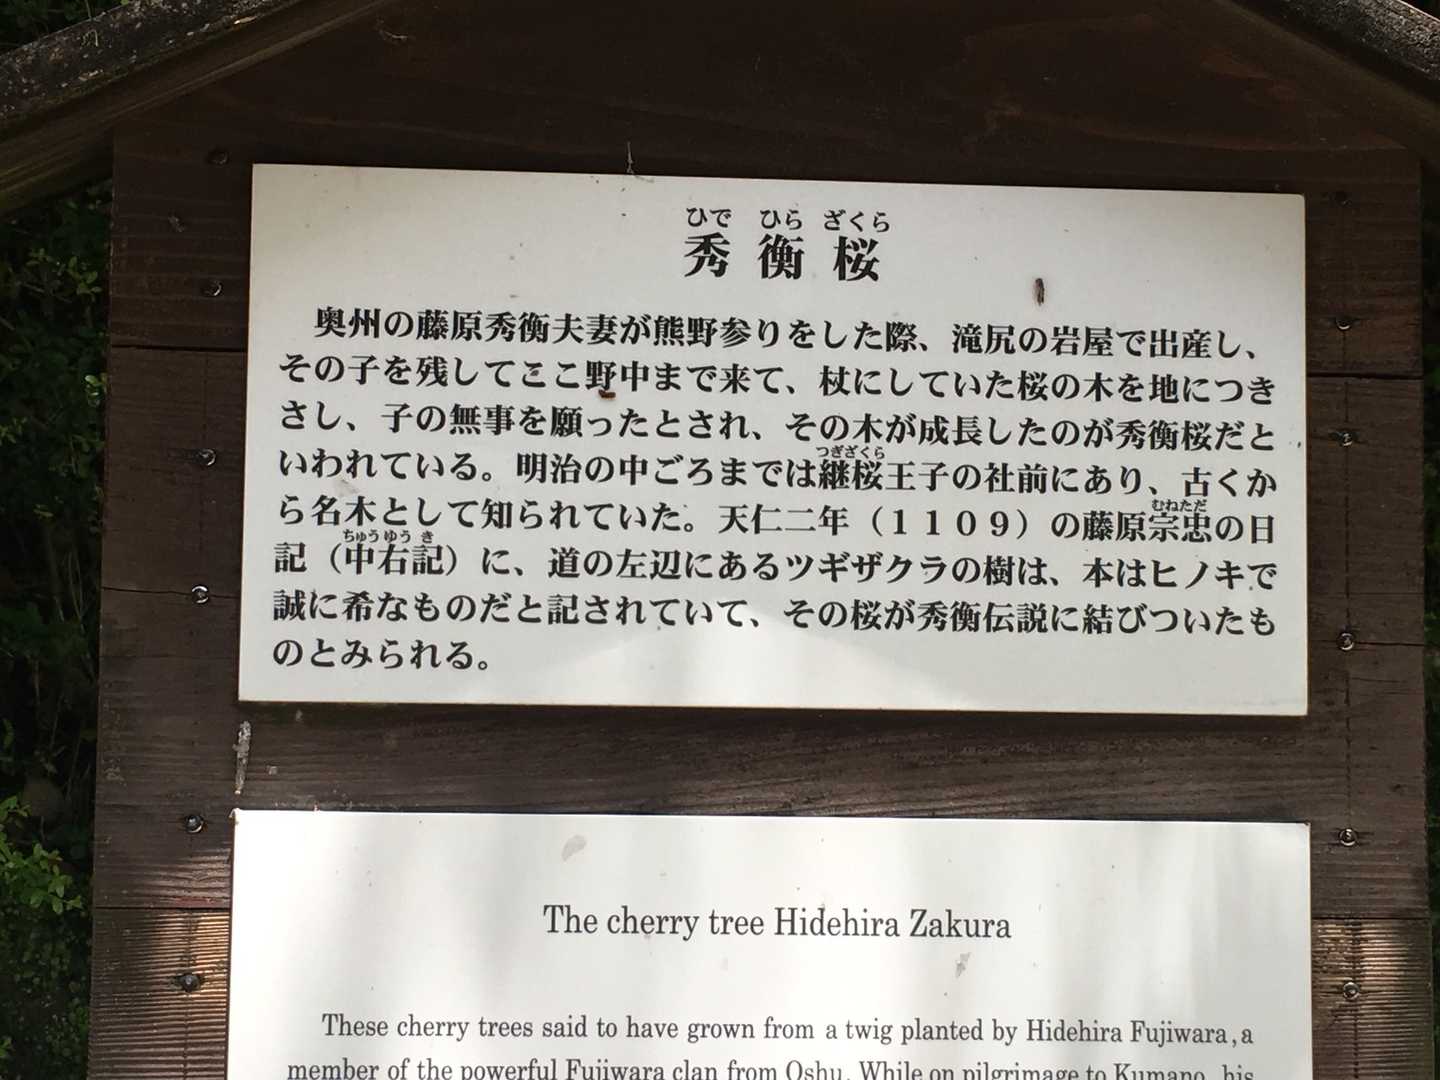 ひで ひら ざくら
秀衡桜
奥州の藤原秀衡夫妻が熊野参りをした際、滝尻の岩屋で出産し、
その子を残してここ野中まで来て、杖にしていた桜の木を地につき
さし、子の無事を願ったとされ、その木が成長したのが秀衡桜だと
つぎざくら
いわれている。明治の中ごろまでは継桜王子の社前にあり、古くか
むねただ
ら名木として知られていた。天仁二年（１１０９）の藤原宗忠の日
ちゅうゆうき
記（中右記）に、道の左辺にあるツギザクラの樹は、本はヒノキで
誠に希なものだと記されていて、その桜が秀衡伝説に結びついたも
のとみられる。
The cherry tree Hidehira Zakura
These cherry trees said to have grown from a twig planted by Hidehira Fujiwara, a
member of the powerful Fujiwara clan from Oshu. While on pilgrimage to Kumano, his